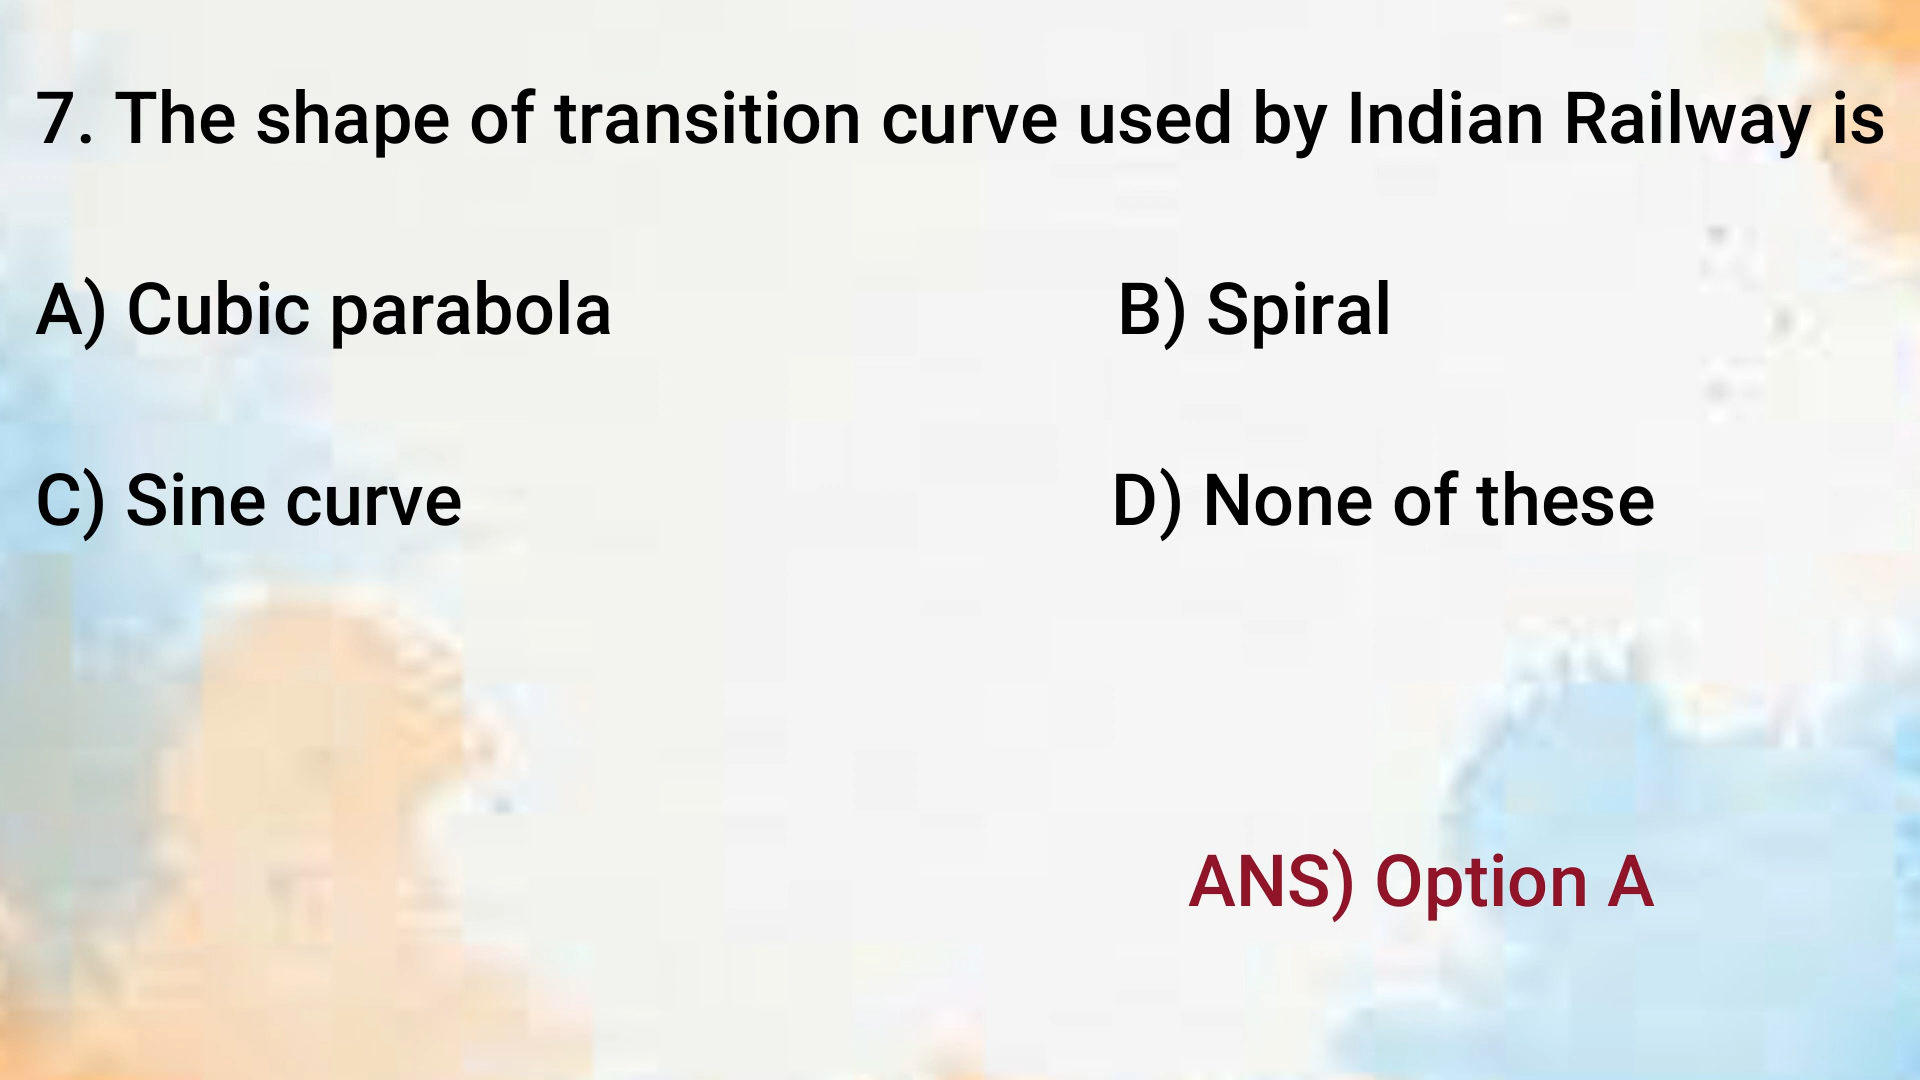 7. The shape of transition curve used by Indian Railway is
A) Cubic parabola B) Spiral
C) Sine curve D) None of these
ANS) Option A